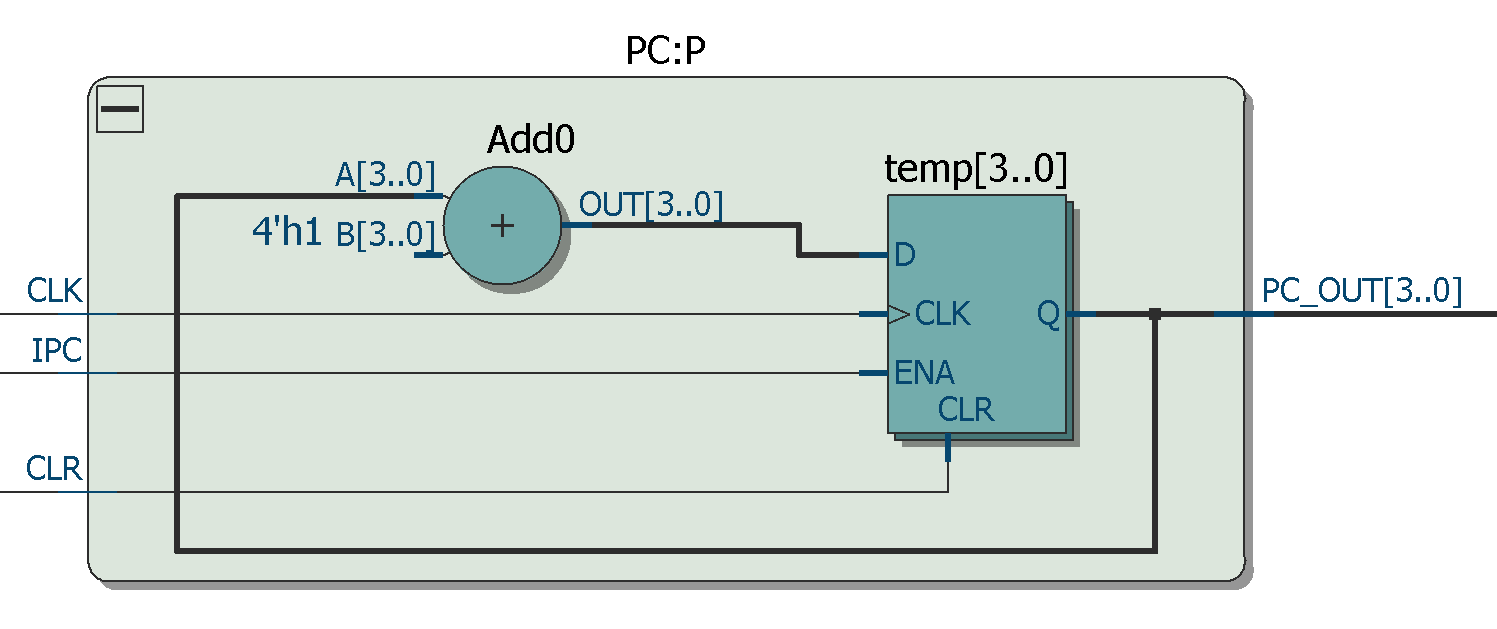 PC:P
Add0
A[3..0]
4'h1 B[3..0]
+
OUT[3..0]
temp[3..0]
D
CLK
CLK
Q
PC_OUT[3..0]
IPC
ENA
CLR
CLR